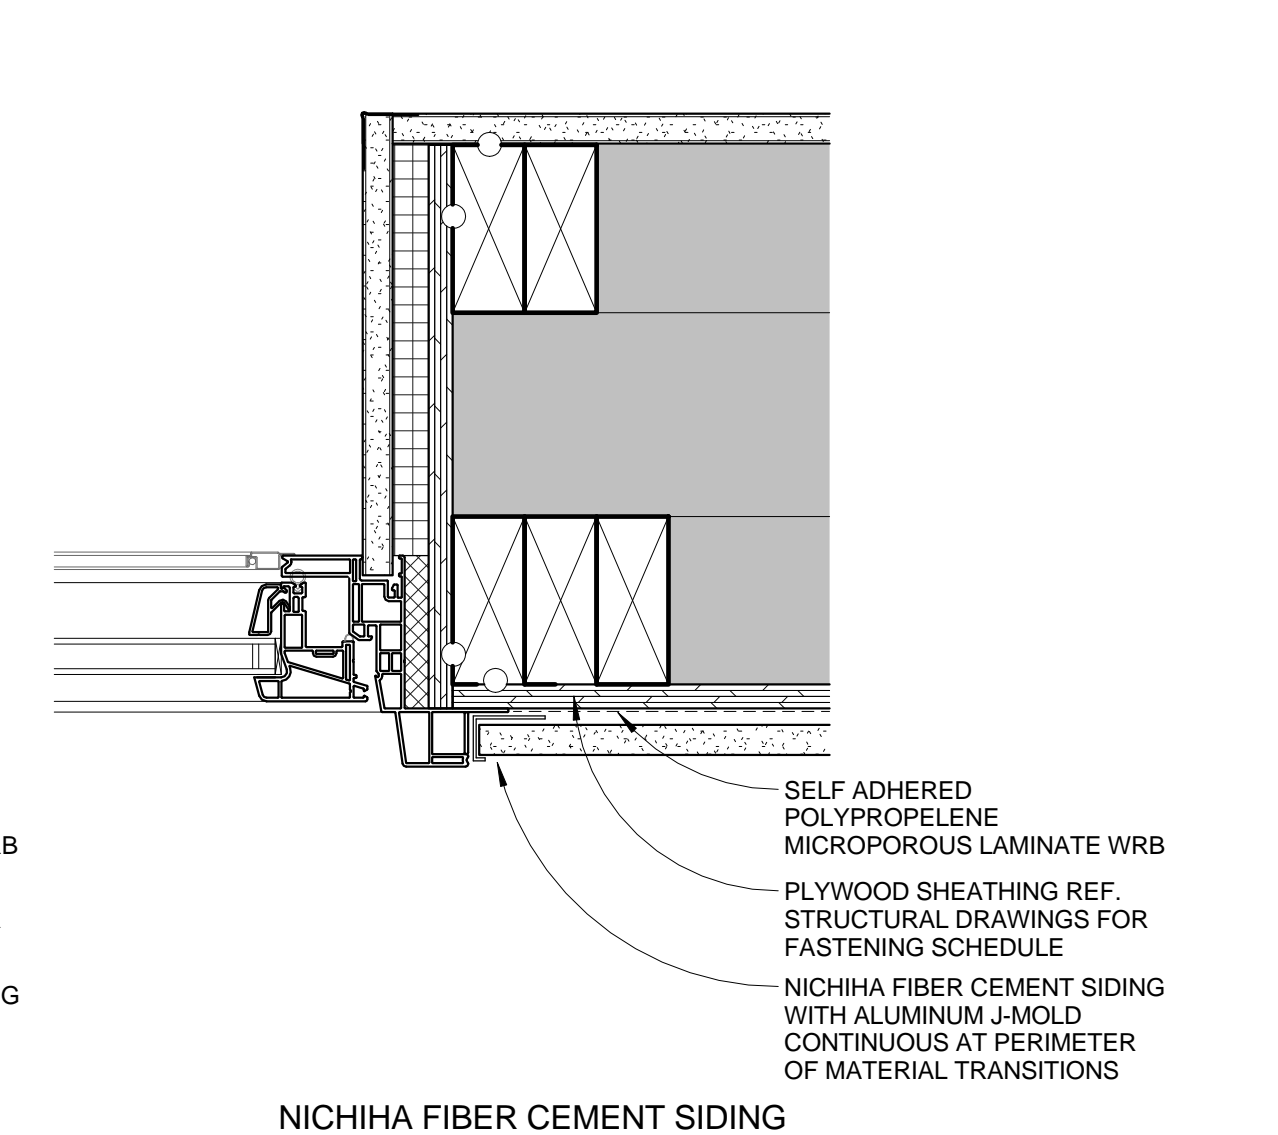 SELF ADHERED
POLYPROPELENE
MICROPOROUS LAMINATE WRB
PLYWOOD SHEATHING REF.
STRUCTURAL DRAWINGS FOR
FASTENING SCHEDULE
NICHIHA FIBER CEMENT SIDING
WITH ALUMINUM J-MOLD
CONTINUOUS AT PERIMETER
OF MATERIAL TRANSITIONS
B
G
NICHIHA FIBER CEMENT SIDING